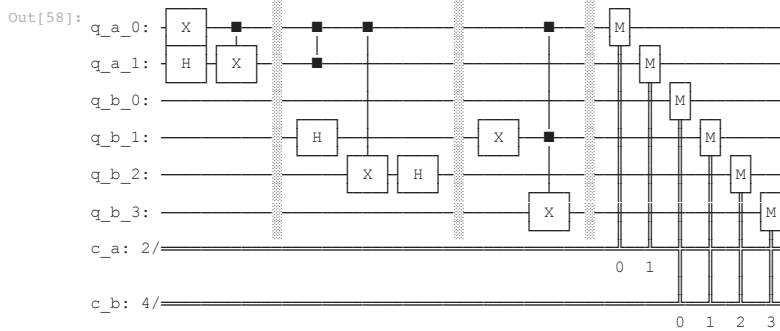 Out[58]:
q_a_0: X M
q_a_1: H X M
q_b_0: M
q_b_1: H X M
q_b_2: X H M
q_b_3: X M
c_a: 2/
0 1
c_b: 4/
0 1 2 3